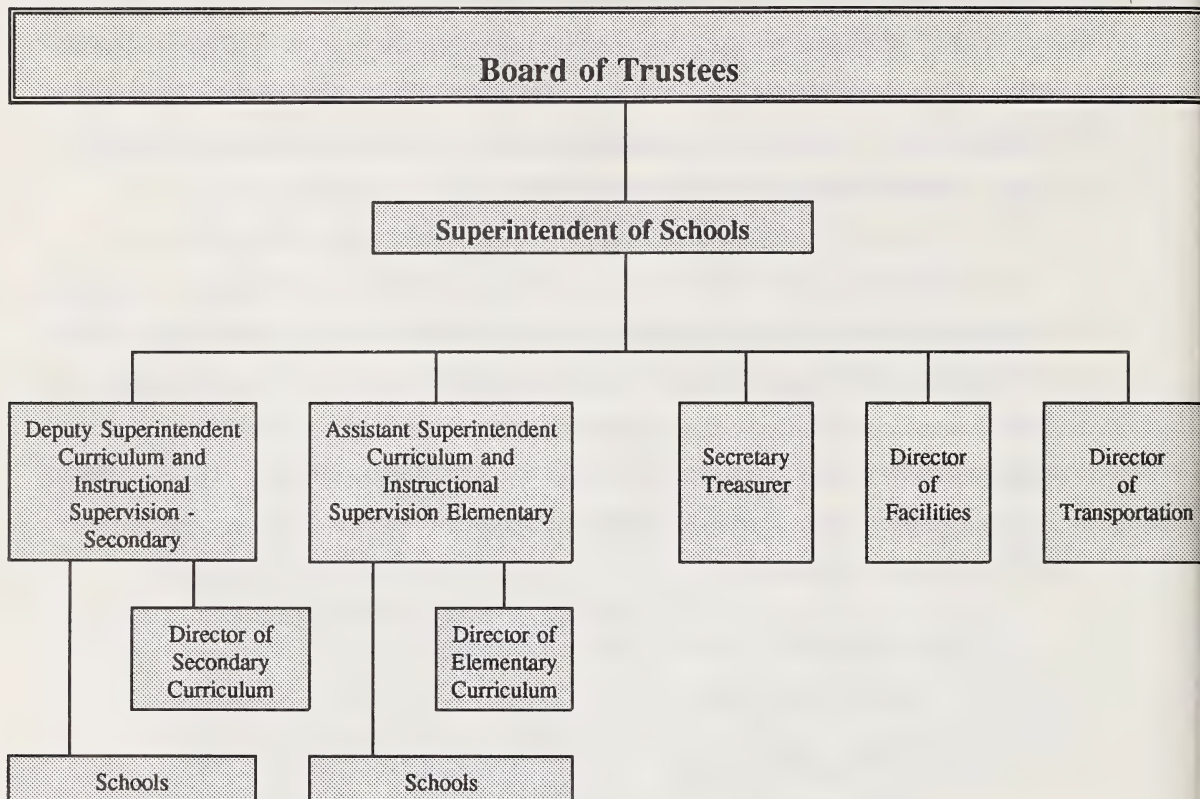 Board of Trustees
Superintendent of Schools
Deputy Superintendent
Curriculum and
Instructional
Supervision -
Secondary
Assistant Superintendent
Curriculum and
Instructional
Supervision Elementary
Secretary
Treasurer
Director
of
Facilities
Director
of
Transportation
Director of
Secondary
Curriculum
Director of
Elementary
Curriculum
Schools
Schools